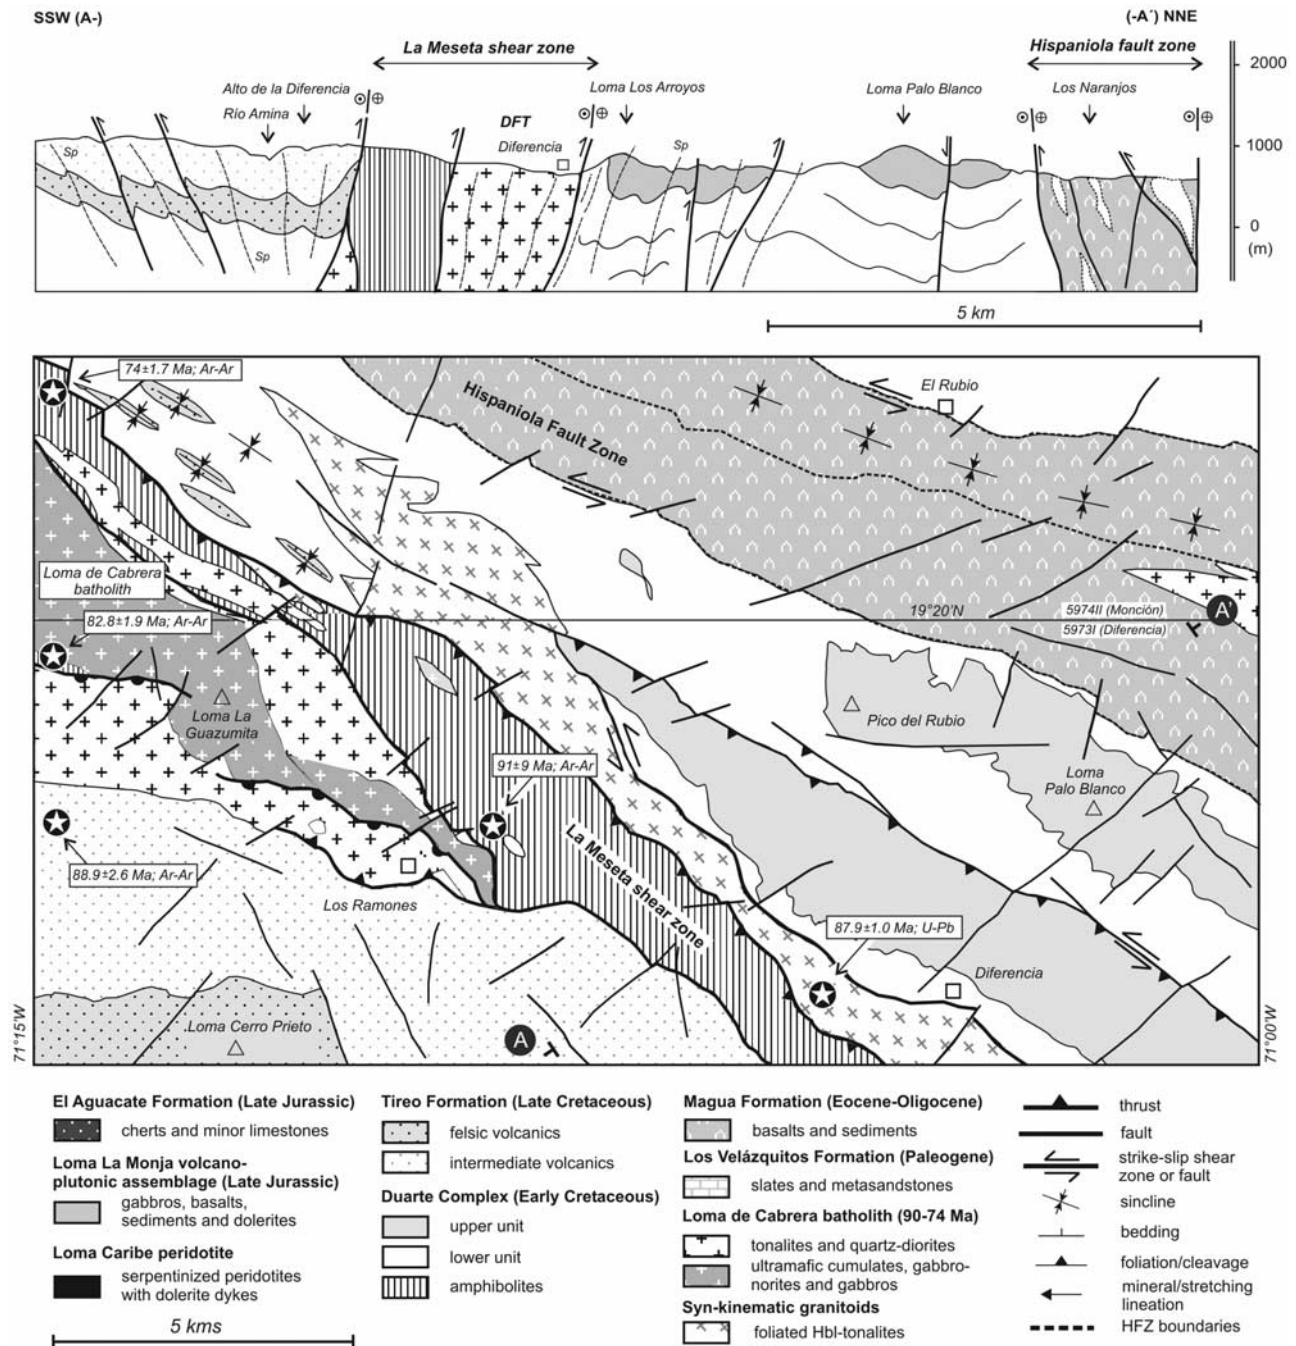 SSW (A-)
(-A´) NNE
La Meseta shear zone
Hispaniola fault zone
2000
Alto de la Diferencia
Loma Los Arroyos
Loma Palo Blanco
Los Naranjos
Río Amina
DFT
Diferencia
Sp
Sp
1000
0
(m)
Sp
5 km
74±1.7 Ma; Ar-Ar
El Rubio
Hispaniola Fault Zone
Loma de Cabrera
batholith
82.8±1.9 Ma; Ar-Ar
19°20'N
5974II (Monción)
5973I (Diferencia)
A'
Loma La
Guazumita
Pico del Rubio
91±9 Ma; Ar-Ar
Loma
Palo Blanco
La Meseta shear zone
88.9±2.6 Ma; Ar-Ar
Los Ramones
87.9±1.0 Ma; U-Pb
Diferencia
Loma Cerro Prieto
A
71°15'W
71°00'W
El Aguacate Formation (Late Jurassic)
cherts and minor limestones
Loma La Monja volcano-
plutonic assemblage (Late Jurassic)
gabbros, basalts,
sediments and dolerites
Loma Caribe peridotite
serpentinized peridotites
with dolerite dykes
5 kms
Tireo Formation (Late Cretaceous)
felsic volcanics
intermediate volcanics
Duarte Complex (Early Cretaceous)
upper unit
lower unit
amphibolites
Magua Formation (Eocene-Oligocene)
basalts and sediments
Los Velázquitos Formation (Paleogene)
slates and metasandstones
Loma de Cabrera batholith (90-74 Ma)
tonalites and quartz-diorites
ultramafic cumulates, gabbro-
norites and gabbros
Syn-kinematic granitoids
foliated Hbl-tonalites
thrust
fault
strike-slip shear
zone or fault
sincline
bedding
foliation/cleavage
mineral/stretching
lineation
HFZ boundaries